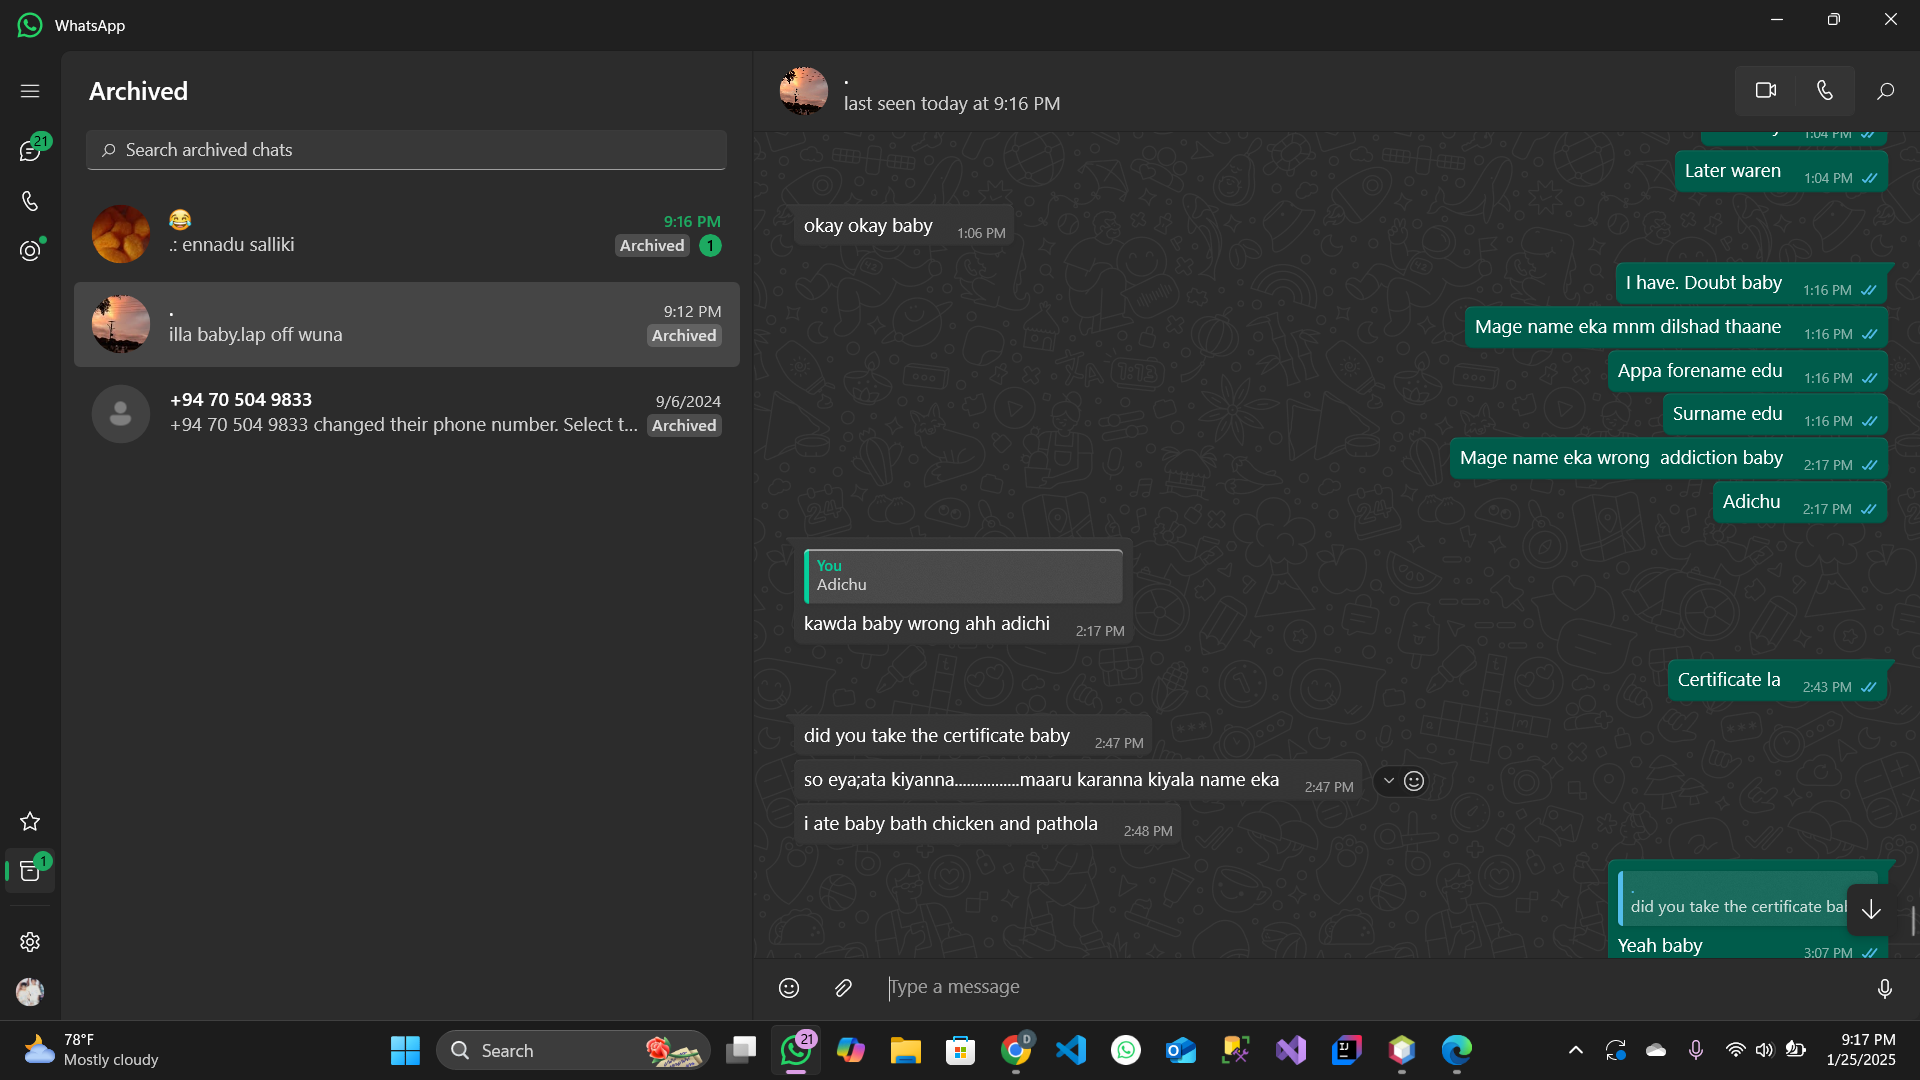 WhatsApp
Archived
Search archived chats
21
😂
9:16 PM
.: ennadu salliki
Archived
1
.
9:12 PM
illa baby.lap off wuna
Archived
+94 70 504 9833
9/6/2024
+94 70 504 9833 changed their phone number. Select t...
Archived
1
.
last seen today at 9:16 PM
1:04 PM
Later waren
1:04 PM
okay okay baby
1:06 PM
I have. Doubt baby
1:16 PM
Mage name eka mnm dilshad thaane
1:16 PM
Appa forename edu
1:16 PM
Surname edu
1:16 PM
Mage name eka wrong  addiction baby
2:17 PM
Adichu
2:17 PM
You
Adichu
kawda baby wrong ahh adichi
2:17 PM
Certificate la
2:43 PM
did you take the certificate baby
2:47 PM
so eya;ata kiyanna................maaru karanna kiyala name eka
2:47 PM
i ate baby bath chicken and pathola
2:48 PM
.
did you take the certificate bal
Yeah baby
3:07 PM
Type a message
78°F
Mostly cloudy
Search
21
D
9:17 PM
1/25/2025